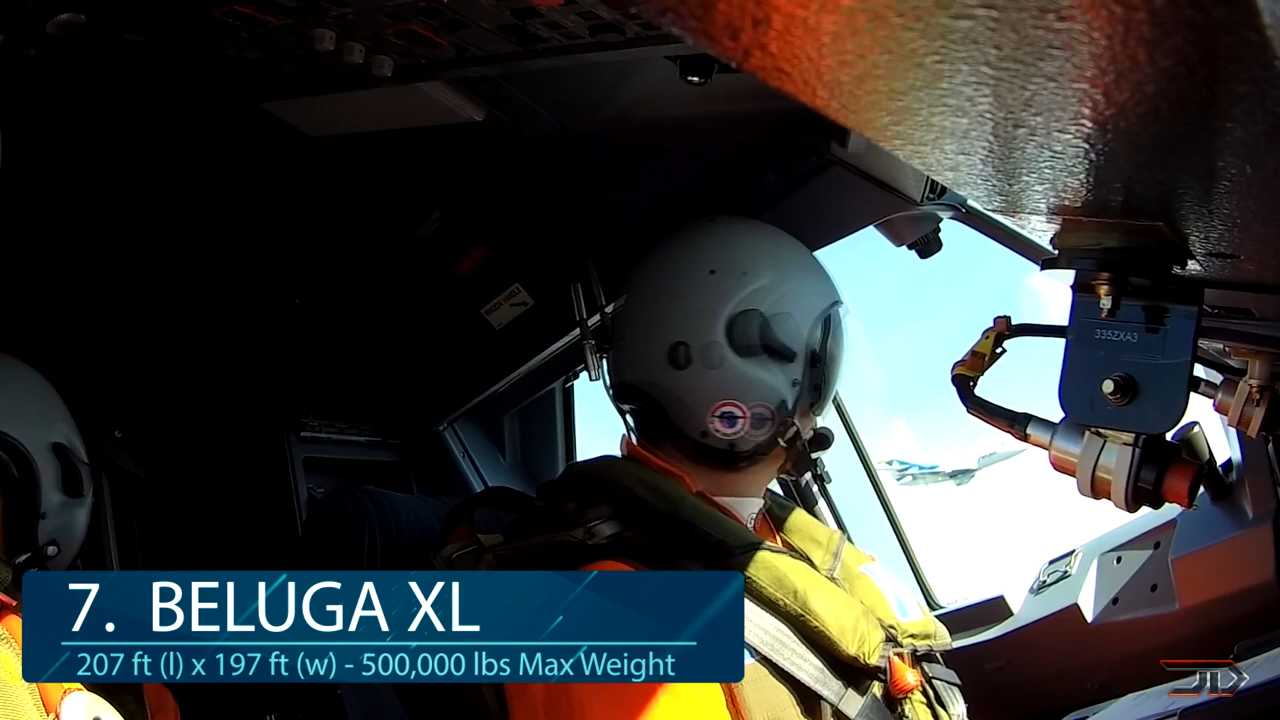 335ZXA3
7. BELUGA XL
207 ft (l) x 197 ft (w) - 500,000 lbs Max Weight